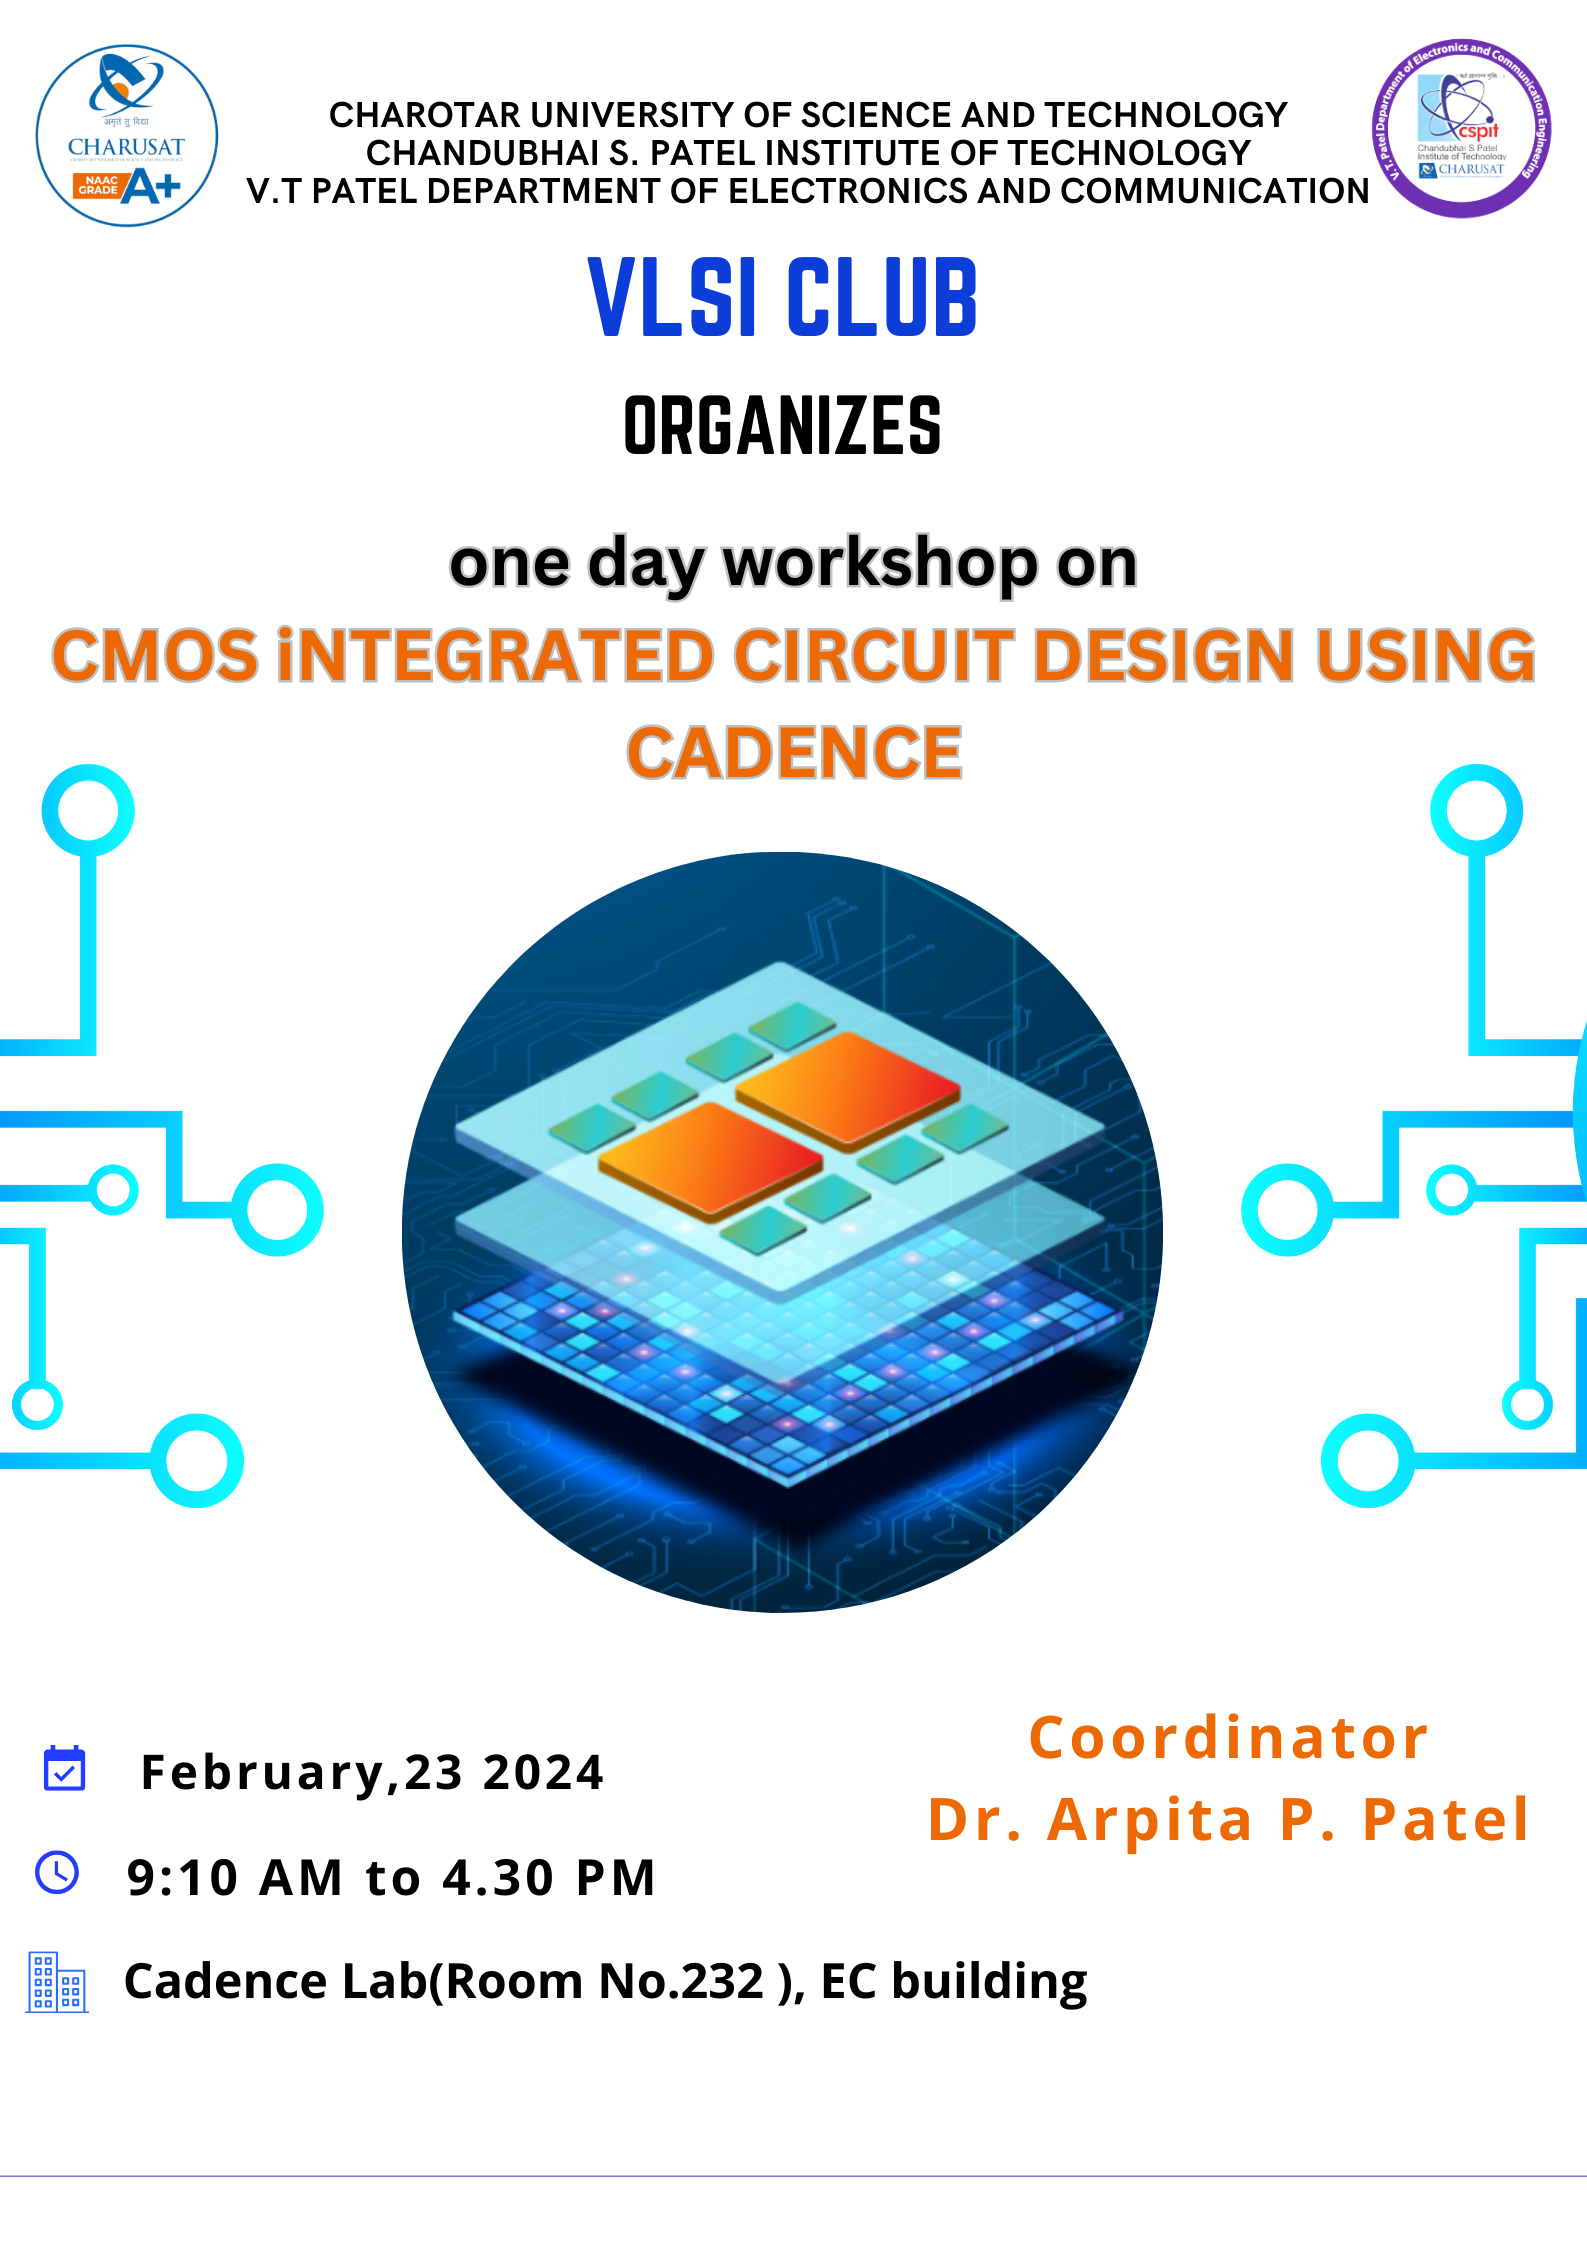 अमृतं तु विद्या
CHARUSAT
NAAC
GRADE
A+
CHAROTAR UNIVERSITY OF SCIENCE AND TECHNOLOGY
CHANDUBHAI S. PATEL INSTITUTE OF TECHNOLOGY
V.T PATEL DEPARTMENT OF ELECTRONICS AND COMMUNICATION
V. T. Patel Department of Electronics and Communication Engineering
cspit
Chandubhai S Patel
Institute of Technology
CHARUSAT
VLSI CLUB
ORGANIZES
one day workshop on
CMOS iNTEGRATED CIRCUIT DESIGN USING
CADENCE
Coordinator
Dr. Arpita P. Patel
February,23 2024
9:10 AM to 4.30 PM
Cadence Lab(Room No.232 ), EC building